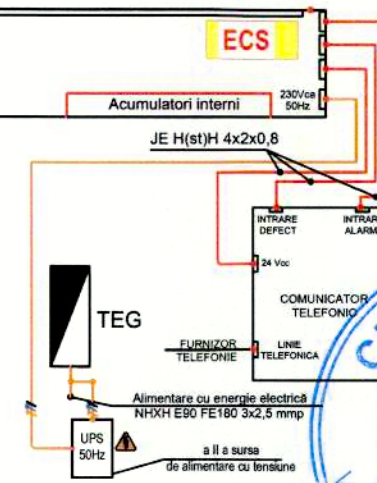 ECS
230Vca
50Hz
Acumulatori interni
JE H(st)H 4x2x0,8
INTRARE
DEFECT
INTRAR
ALARM
24 Vcc
COMUNICATOR
TELEFONIC
TEG
FURNIZOR
TELEFONIE
LINIE
TELEFONICA
Alimentare cu energie electrică
NHXH E90 FE180 3x2,5 mmp
UPS
50Hz
a II a sursa
de alimentare cu tensiune